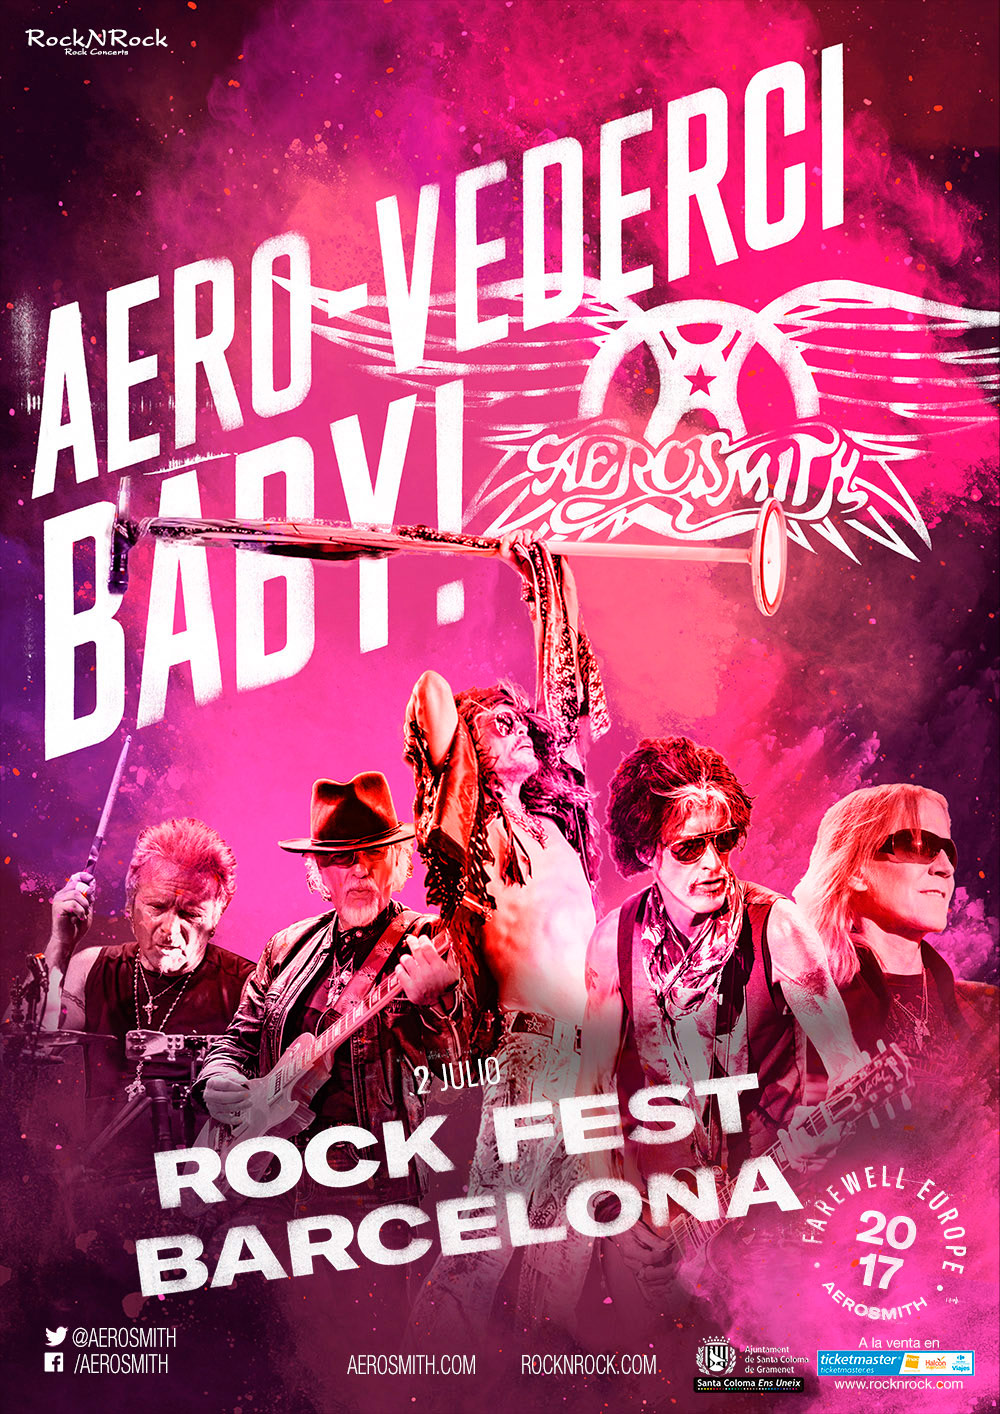 RockNRock
Rock Concerts
AERO-VEDERCI
BABY!
AEROSMITH
2 JULIO
ROCK FEST
BARCELONA
FAREWELL EUROPE
20
17
AEROSMITH
@AEROSMITH
/AEROSMITH
AEROSMITH.COM
ROCKNROCK.COM
Ajuntament
de Santa Coloma
de Gramenet
Santa Coloma Ens Uneix
A la venta en
ticketmaster
ticketmaster.es
fnac
Halcón
Viajes
www.rocknrock.com